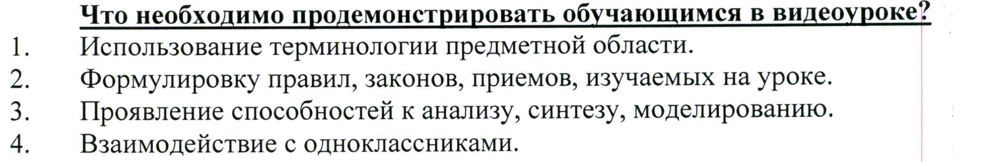 Что необходимо продемонстрировать обучающимся в видеоуроке?
1. Использование терминологии предметной области.
2. Формулировку правил, законов, приемов, изучаемых на уроке.
3. Проявление способностей к анализу, синтезу, моделированию.
4. Взаимодействие с одноклассниками.